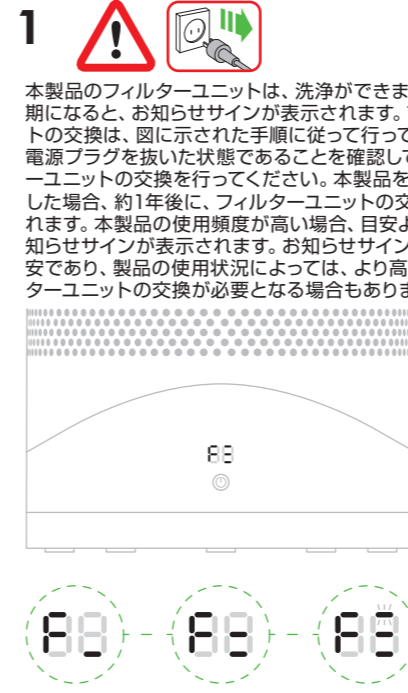 1
本製品のフィルターユニットは、洗浄ができま
期になると、お知らせサインが表示されます。
トの交換は、図に示された手順に従って行って
電源プラグを抜いた状態であることを確認して
ーユニットの交換を行ってください。本製品を
した場合、約1年後に、フィルターユニットの交
れます。本製品の使用頻度が高い場合、目安よ
知らせサインが表示されます。お知らせサイン
安であり、製品の使用状況によっては、より高
ターユニットの交換が必要となる場合もありま